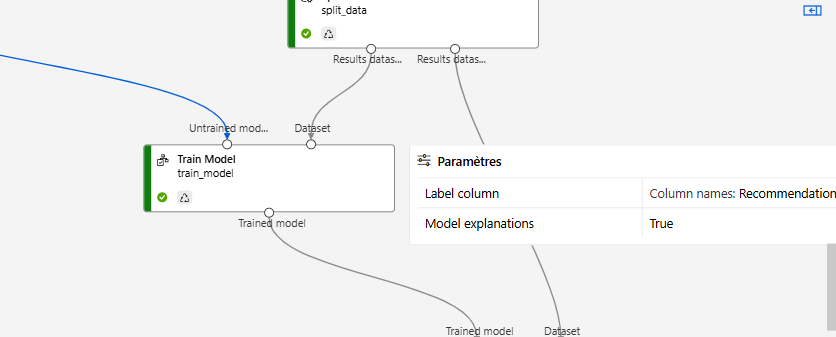 split_data
Results datas...
Results datas...
Untrained mod...
Dataset
Train Model
train_model
Trained model
Paramètres
Label column
Column names: Recommendation
Model explanations
True
Trained model
Dataset